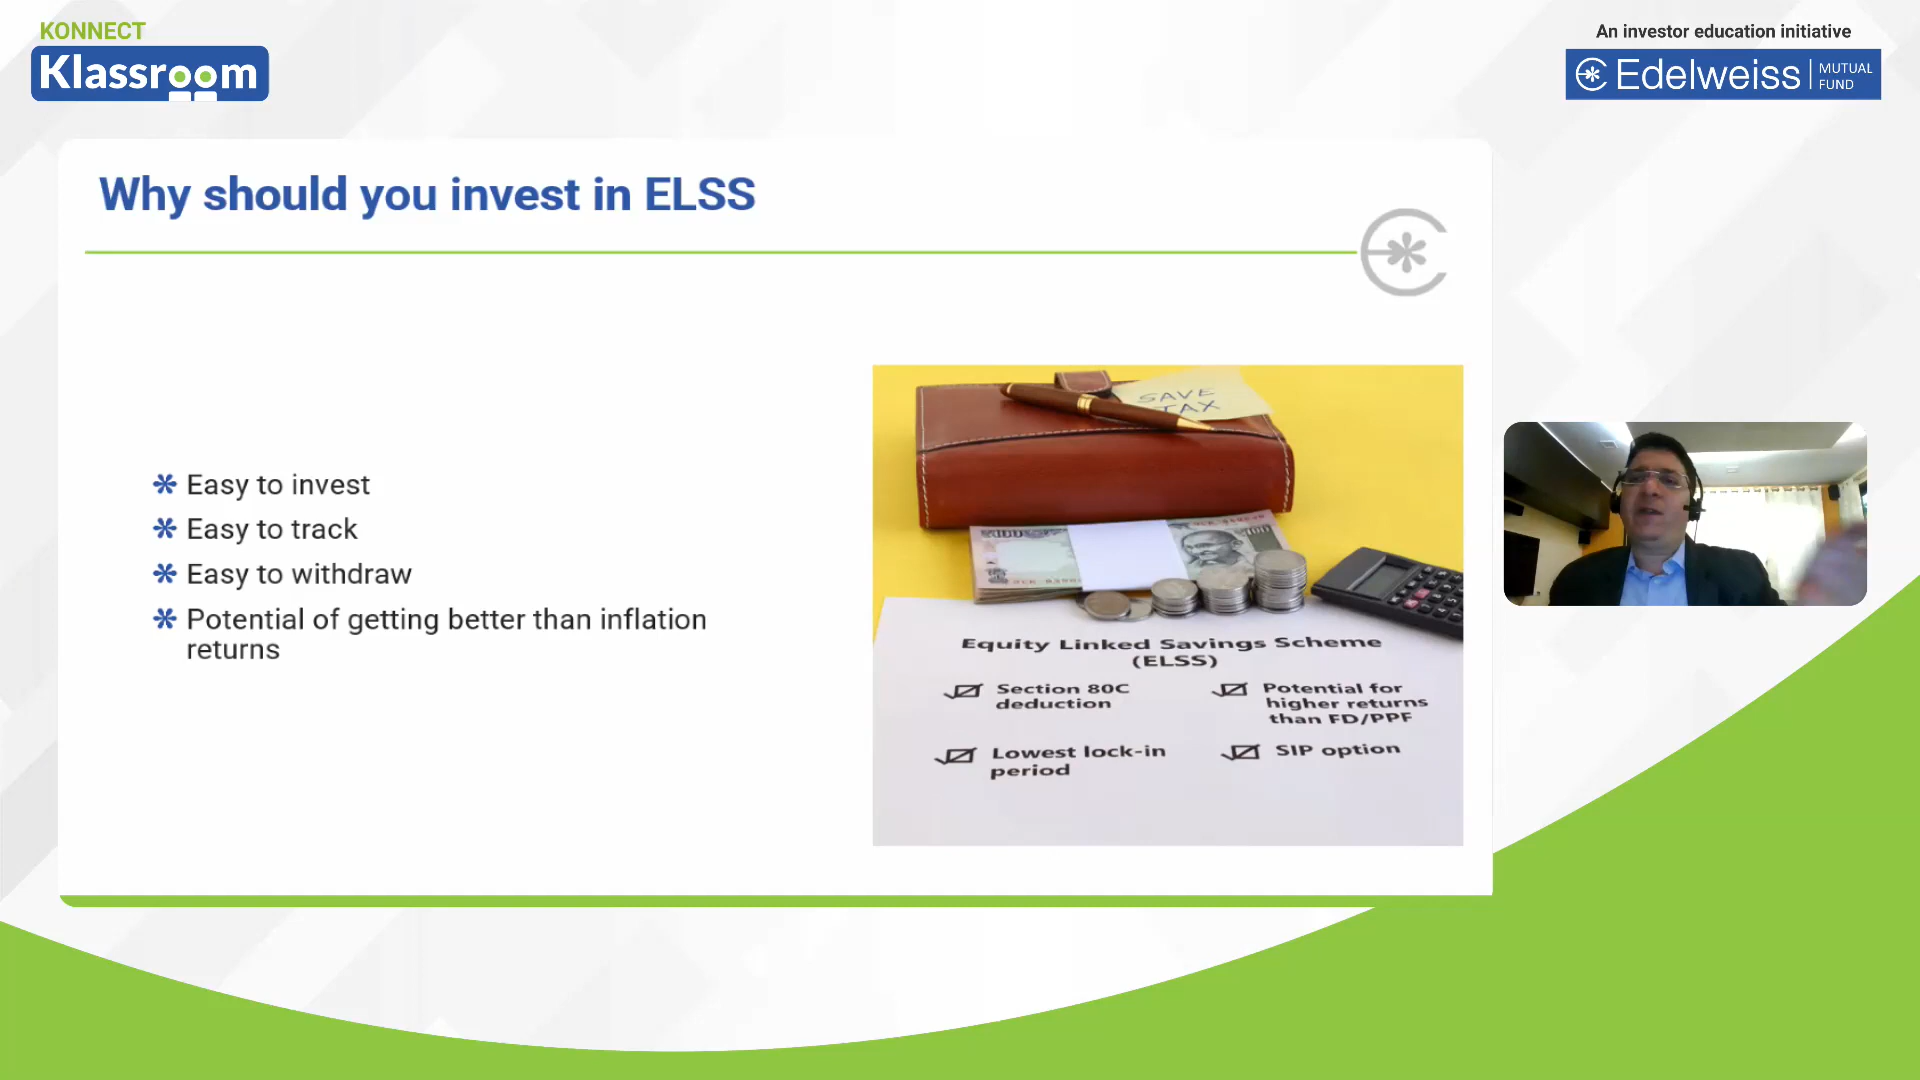 KONNECT
Klassroom
An investor education initiative
Edelweiss
MUTUAL
FUND
Why should you invest in ELSS
Easy to invest
Easy to track
Easy to withdraw
Potential of getting better than inflation
returns
SAVE
TAX
100
Equity Linked Savings Scheme
(ELSS)
Section 80C
deduction
Potential for
higher returns
than FD/PPF
Lowest lock-in
period
SIP option